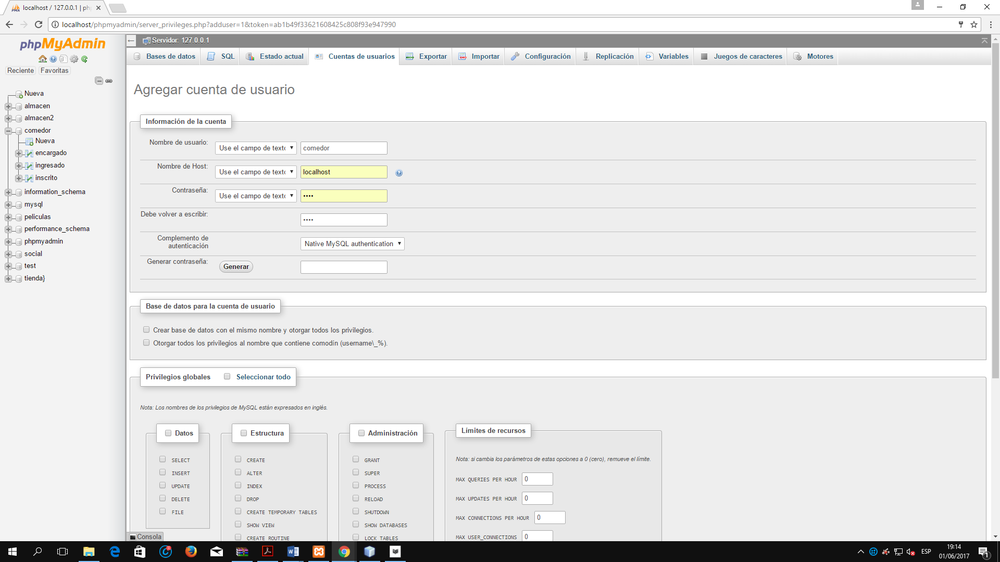 localhost / 127.0.0.1 | ph
localhost/phpmyadmin/server_privileges.php?adduser=1&token=ab1b49f33621608425c808f93e947990
phpMyAdmin
Reciente Favoritas
Nueva
almacen
almacen2
comedor
Nueva
encargado
ingresado
inscrito
information_schema
mysql
peliculas
performance_schema
phpmyadmin
social
test
tienda}
Servidor: 127.0.0.1
Bases de datos SQL Estado actual Cuentas de usuarios Exportar Importar Configuración Replicación Variables Juegos de caracteres Motores
Agregar cuenta de usuario
Información de la cuenta
Nombre de usuario: Use el campo de texto comedor
Nombre de Host: Use el campo de texto localhost
Contraseña: Use el campo de texto ••••
Debe volver a escribir: ••••
Complemento de
autenticación
Native MySQL authentication
Generar contraseña: Generar
Base de datos para la cuenta de usuario
Crear base de datos con el mismo nombre y otorgar todos los privilegios.
Otorgar todos los privilegios al nombre que contiene comodín (username\_%).
Privilegios globales Seleccionar todo
Nota: Los nombres de los privilegios de MySQL están expresados en inglés.
Datos
SELECT
INSERT
UPDATE
DELETE
FILE
Estructura
CREATE
ALTER
INDEX
DROP
CREATE TEMPORARY TABLES
SHOW VIEW
CREATE ROUTINE
Administración
GRANT
SUPER
PROCESS
RELOAD
SHUTDOWN
SHOW DATABASES
LOCK TABLES
Límites de recursos
Nota: si cambia los parámetros de estas opciones a 0 (cero), remueve el límite.
MAX QUERIES PER HOUR 0
MAX UPDATES PER HOUR 0
MAX CONNECTIONS PER HOUR 0
MAX USER_CONNECTIONS 0
Consola
ESP
19:14
01/06/2017
1